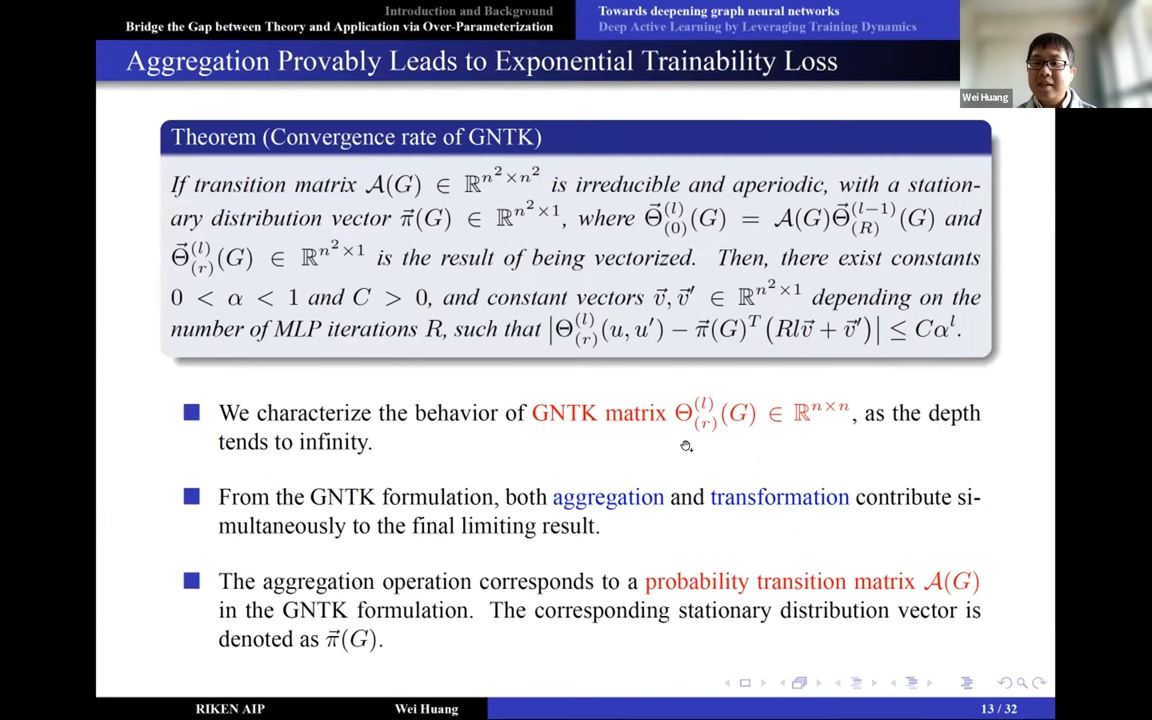 Introduction and Background
Bridge the Gap between Theory and Application via Over-Parameterization
Towards deepening graph neural networks
Deep Active Learning by Leveraging Training Dynamics
Aggregation Provably Leads to Exponential Trainability Loss
Wei Huang
Theorem (Convergence rate of GNTK)
If transition matrix 𝒜(G) ∈ ℝ^{n²×n²} is irreducible and aperiodic, with a station-
ary distribution vector π⃗(G) ∈ ℝ^{n²×1}, where Θ⃗^{(l)}_{(0)}(G) = 𝒜(G)Θ⃗^{(l−1)}_{(R)}(G) and
Θ⃗^{(l)}_{(r)}(G) ∈ ℝ^{n²×1} is the result of being vectorized. Then, there exist constants
0 < α < 1 and C > 0, and constant vectors v⃗, v⃗′ ∈ ℝ^{n²×1} depending on the
number of MLP iterations R, such that |Θ^{(l)}_{(r)}(u, u′) − π⃗(G)^T (Rlv⃗ + v⃗′)| ≤ Cα^l.
We characterize the behavior of GNTK matrix Θ^{(l)}_{(r)}(G) ∈ ℝ^{n×n}, as the depth
tends to infinity.
From the GNTK formulation, both aggregation and transformation contribute si-
multaneously to the final limiting result.
The aggregation operation corresponds to a probability transition matrix 𝒜(G)
in the GNTK formulation. The corresponding stationary distribution vector is
denoted as π⃗(G).
RIKEN AIP
Wei Huang
13 / 32